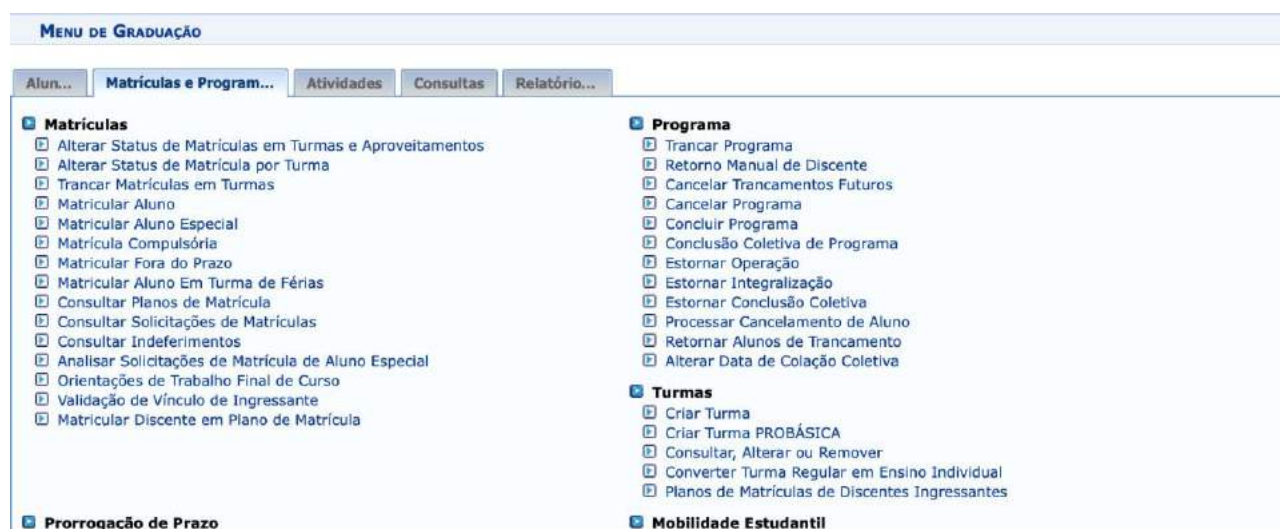 MENU DE GRADUAÇÃO
Alun...
Matrículas e Program...
Atividades
Consultas
Relatório...
Matrículas
Alterar Status de Matrículas em Turmas e Aproveitamentos
Alterar Status de Matrícula por Turma
Trancar Matrículas em Turmas
Matricular Aluno
Matricular Aluno Especial
Matrícula Compulsória
Matricular Fora do Prazo
Matricular Aluno Em Turma de Férias
Consultar Planos de Matrícula
Consultar Solicitações de Matrículas
Consultar Indeferimentos
Analisar Solicitações de Matrícula de Aluno Especial
Orientações de Trabalho Final de Curso
Validação de Vínculo de Ingressante
Matricular Discente em Plano de Matrícula
Prorrogação de Prazo
Programa
Trancar Programa
Retorno Manual de Discente
Cancelar Trancamentos Futuros
Cancelar Programa
Concluir Programa
Conclusão Coletiva de Programa
Estornar Operação
Estornar Integralização
Estornar Conclusão Coletiva
Processar Cancelamento de Aluno
Retornar Alunos de Trancamento
Alterar Data de Colação Coletiva
Turmas
Criar Turma
Criar Turma PROBÁSICA
Consultar, Alterar ou Remover
Converter Turma Regular em Ensino Individual
Planos de Matrículas de Discentes Ingressantes
Mobilidade Estudantil